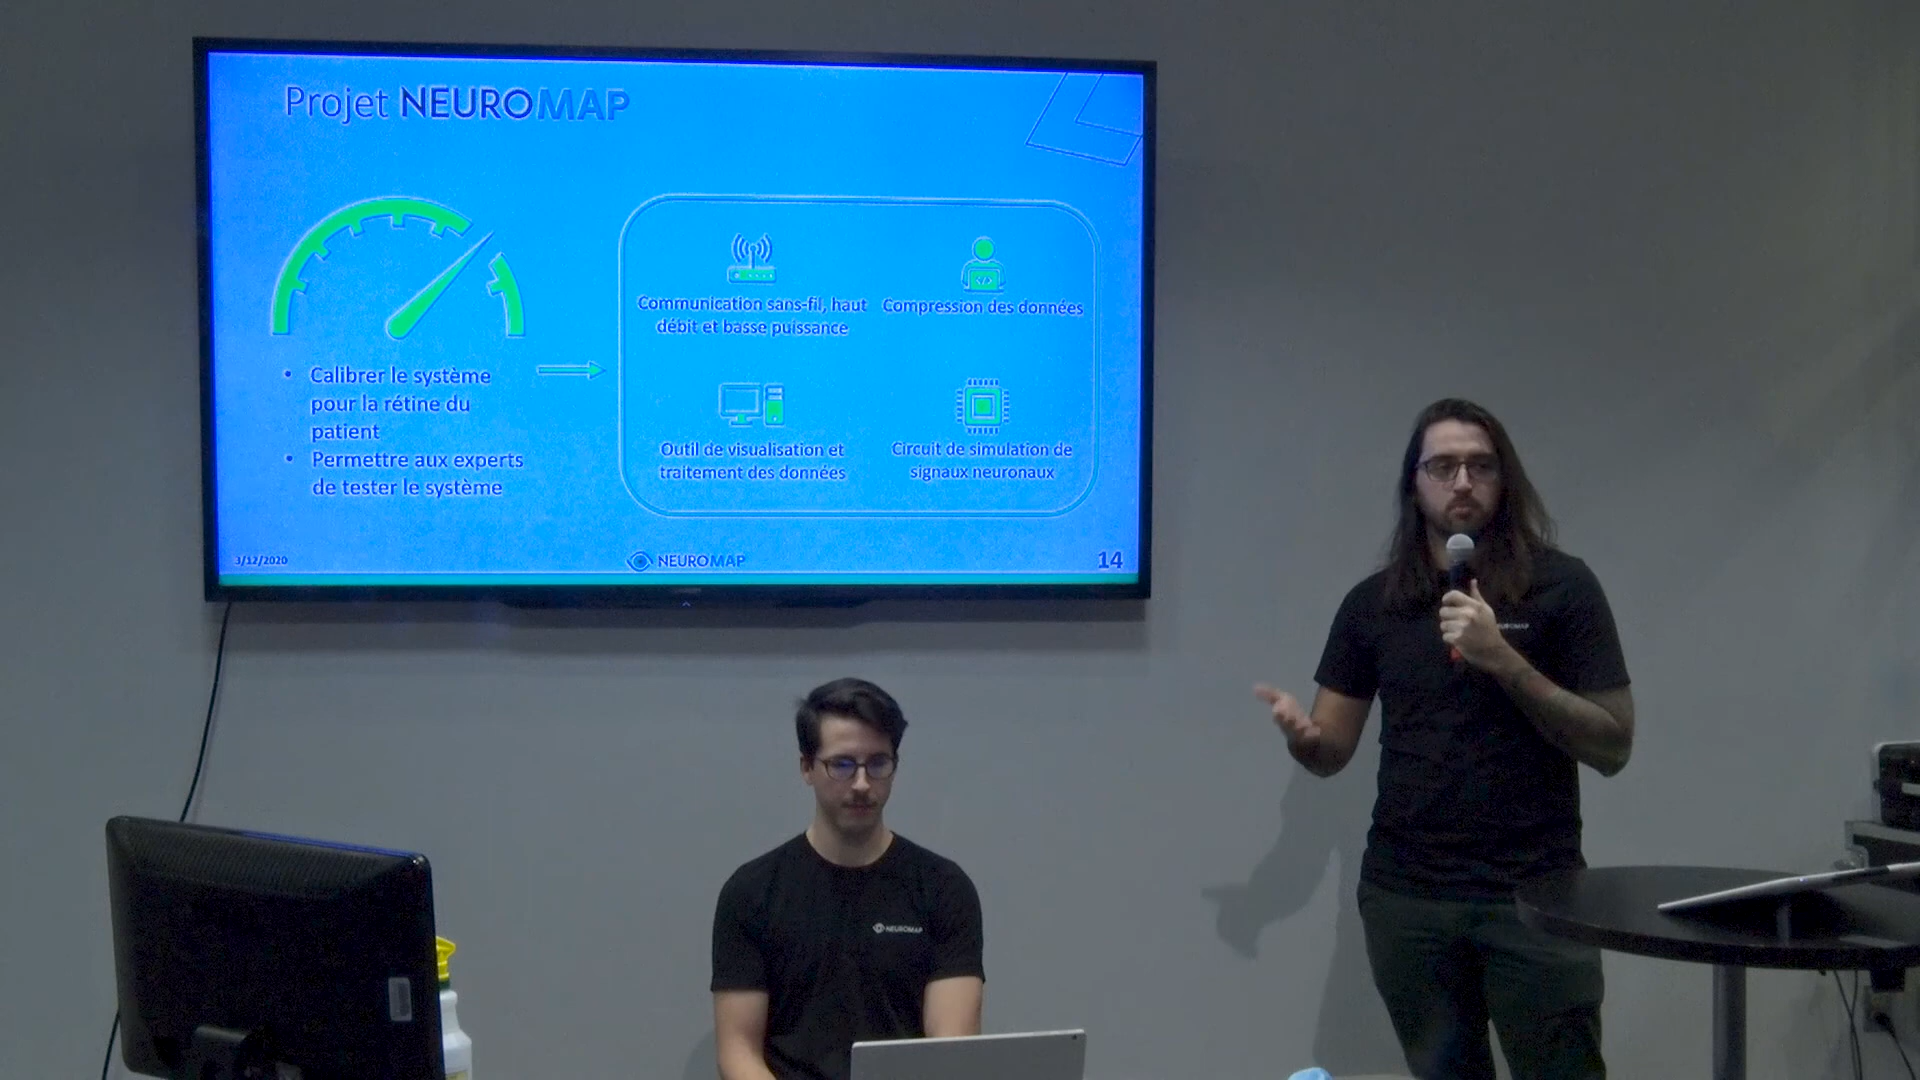 Projet NEUROMAP
Calibrer le système
pour la rétine du
patient
Permettre aux experts
de tester le système
Communication sans-fil, haut
débit et basse puissance
Compression des données
Outil de visualisation et
traitement des données
Circuit de simulation de
signaux neuronaux
3/12/2020
NEUROMAP
14
NEUROMAP